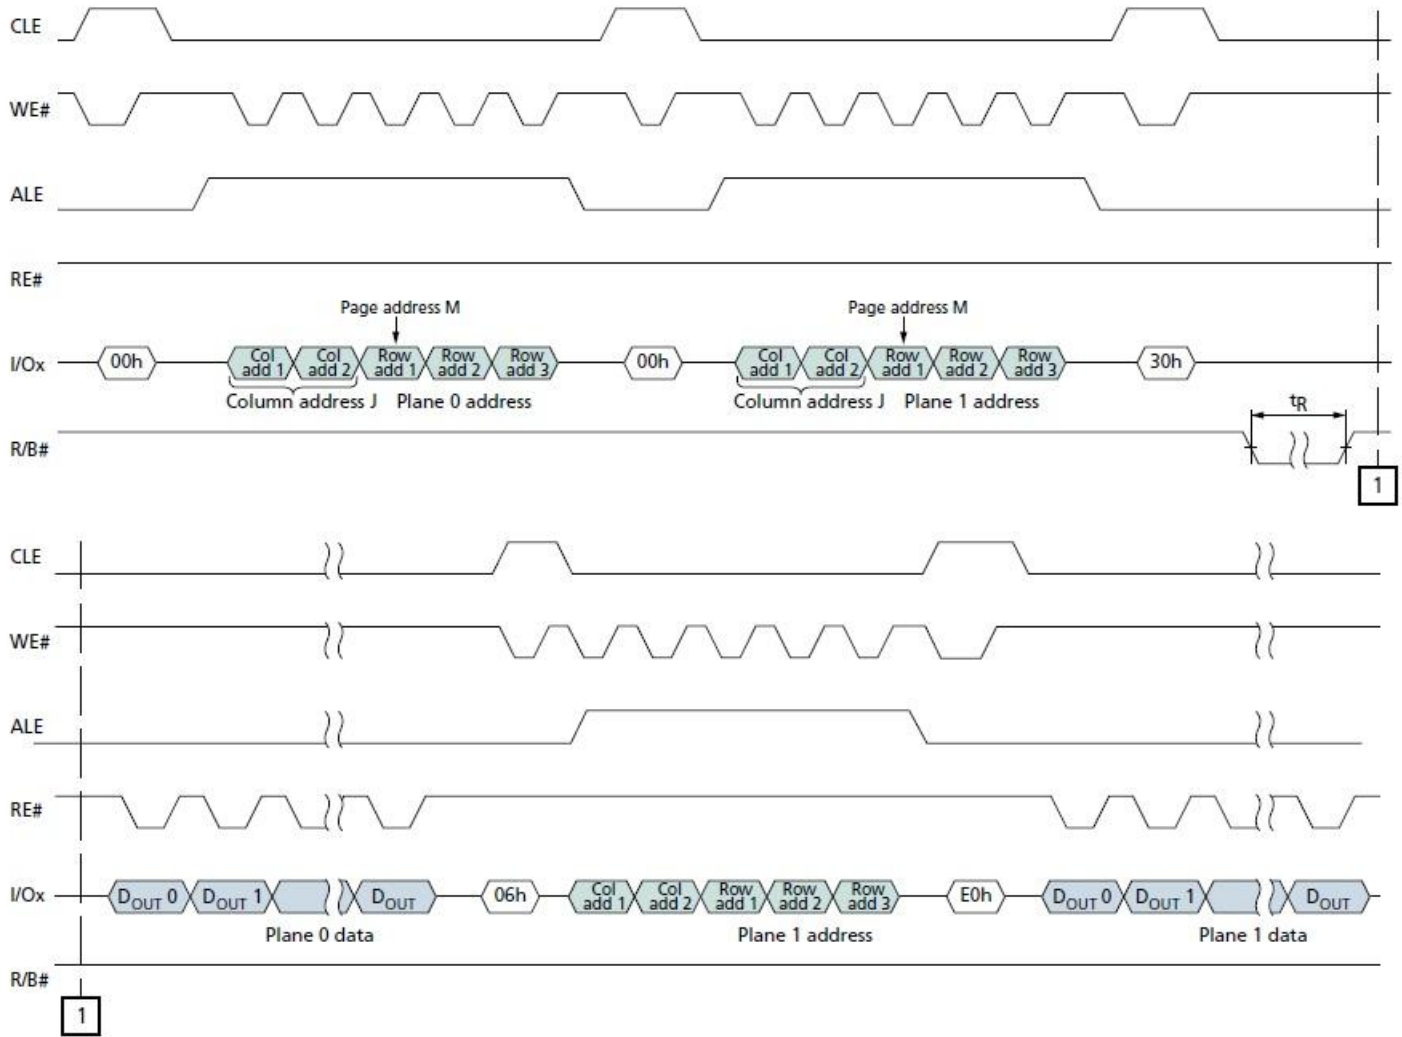 CLE
WE#
ALE
RE#
Page address M Page address M
I/Ox 00h Col add 1 Col add 2 Row add 1 Row add 2 Row add 3 00h Col add 1 Col add 2 Row add 1 Row add 2 Row add 3 30h
Column address J Plane 0 address Column address J Plane 1 address tR
R/B#
1
CLE
WE#
ALE
RE#
I/Ox DOUT 0 DOUT 1 DOUT 06h Col add 1 Col add 2 Row add 1 Row add 2 Row add 3 E0h DOUT 0 DOUT 1 DOUT
Plane 0 data Plane 1 address Plane 1 data
R/B#
1